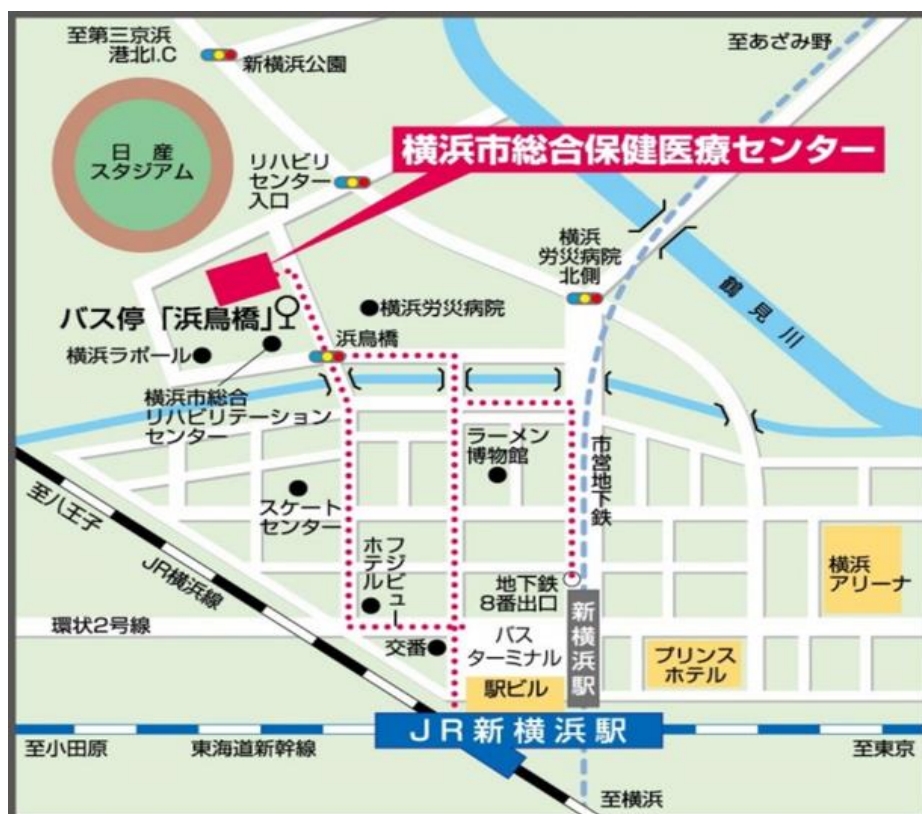 至第三京浜
港北I.C
新横浜公園
至あざみ野
日産
スタジアム
リハビリ
センター
入口
横浜市総合保健医療センター
横浜
労災病院
北側
鶴見川
バス停「浜鳥橋」
横浜労災病院
浜鳥橋
横浜ラポール
横浜市総合
リハビリテーション
センター
ラーメン
博物館
市営地下鉄
スケート
センター
至八王子
JR横浜線
フジビュー
ホテル
地下鉄
8番出口
横浜
アリーナ
環状2号線
交番
バス
ターミナル
新横浜駅
プリンス
ホテル
駅ビル
JR新横浜駅
至小田原
東海道新幹線
至東京
至横浜